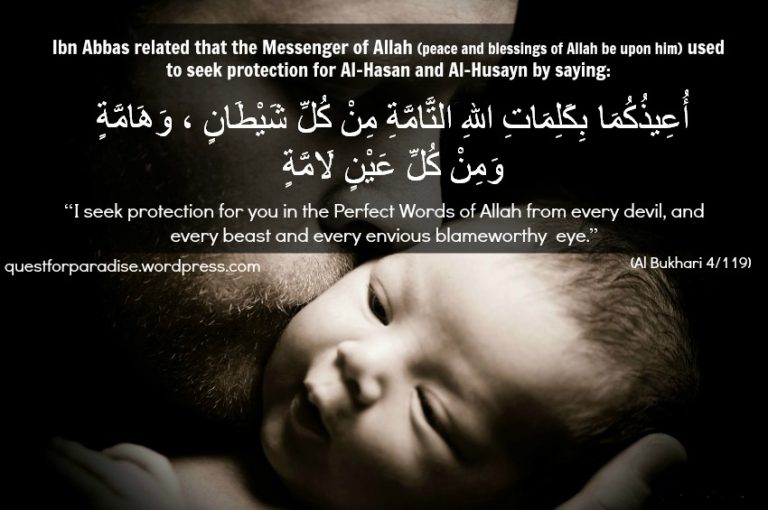 Ibn Abbas related that the Messenger of Allah (peace and blessings of Allah be upon him) used
to seek protection for Al-Hasan and Al-Husayn by saying:
أُعِيذُكُمَا بِكَلِمَاتِ اللهِ التَّامَّةِ مِنْ كُلِّ شَيْطَانٍ ، وَهَامَّةٍ
وَمِنْ كُلِّ عَيْنٍ لَامَّةٍ
“I seek protection for you in the Perfect Words of Allah from every devil, and
every beast and every envious blameworthy eye.”
questforparadise.wordpress.com
(Al Bukhari 4/119)